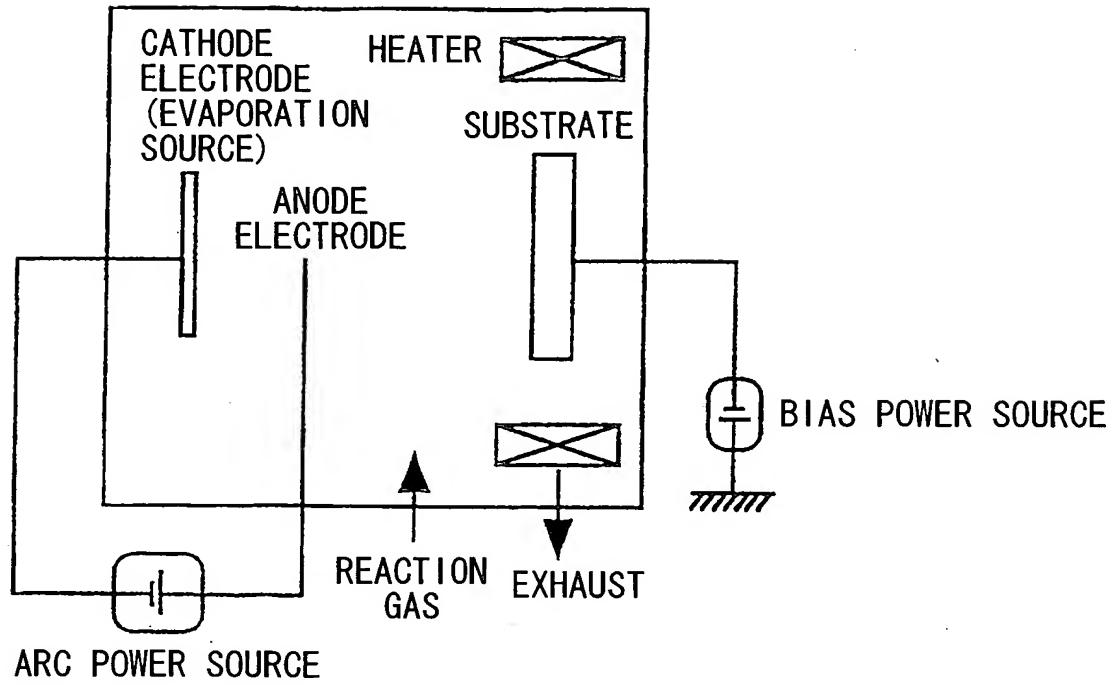 CATHODE
ELECTRODE
(EVAPORATION
SOURCE)
HEATER
SUBSTRATE
ANODE
ELECTRODE
BIAS POWER SOURCE
REACTION
GAS
EXHAUST
ARC POWER SOURCE